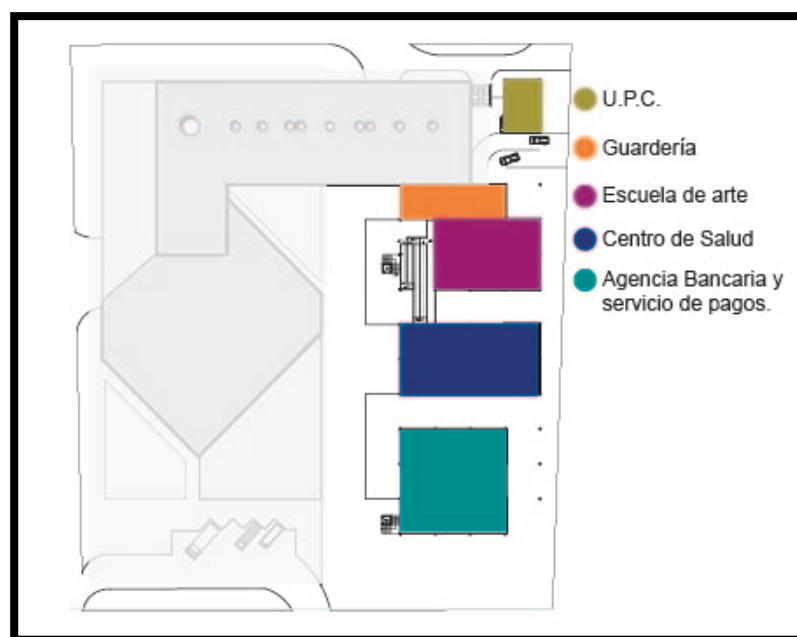 U.P.C.
Guardería
Escuela de arte
Centro de Salud
Agencia Bancaria y
servicio de pagos.